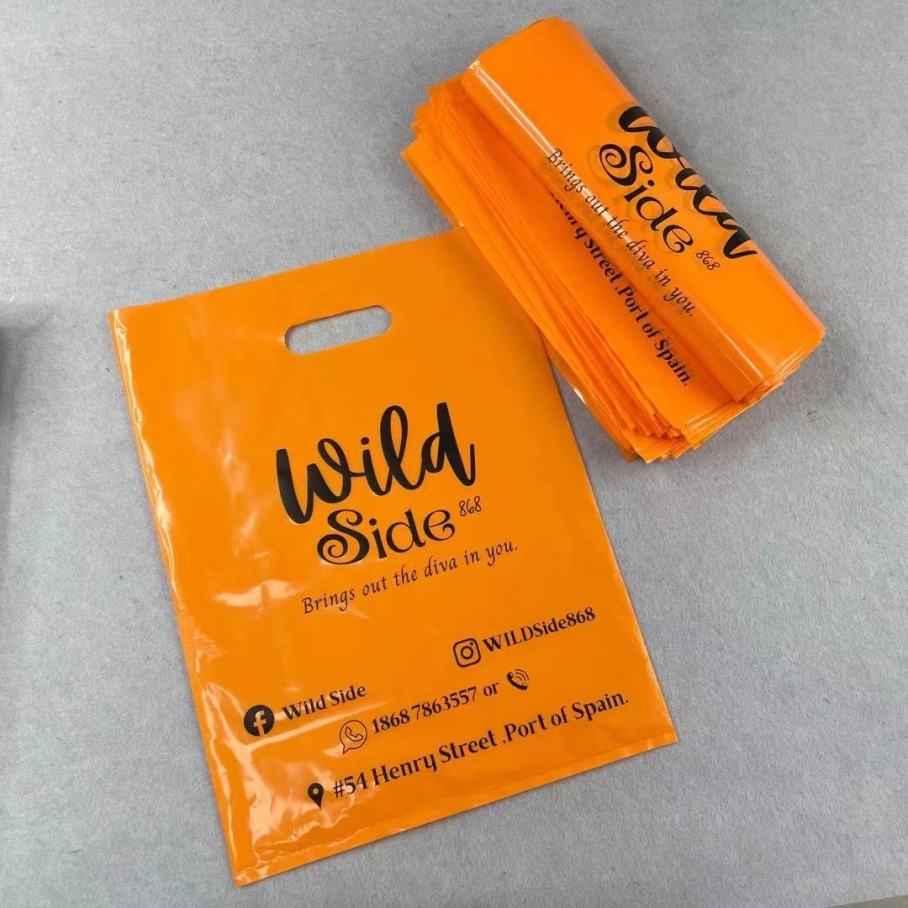 Wild
Side 868
Brings out the diva in you.
WILDSide868
Wild Side
1868 7863557 or
#54 Henry Street .Port of Spain.
Wild
Side 868
Brings out the diva in you.
Henry Street .Port of Spain.